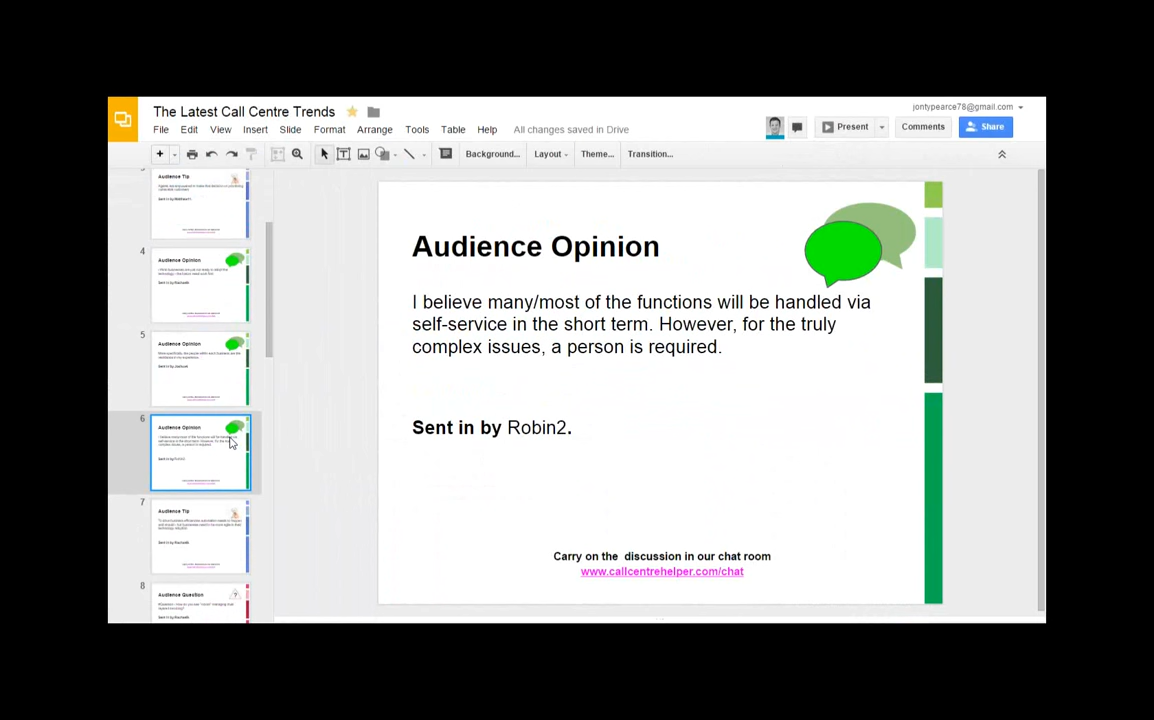 The Latest Call Centre Trends
jontypearce78@gmail.com
File Edit View Insert Slide Format Arrange Tools Table Help All changes saved in Drive
Present Comments Share
Background... Layout Theme... Transition...
Audience Tip
4
Audience Opinion
5
Audience Opinion
6
Audience Opinion
7
Audience Tip
8
Audience Question
Audience Opinion
I believe many/most of the functions will be handled via
self-service in the short term. However, for the truly
complex issues, a person is required.
Sent in by Robin2.
Carry on the discussion in our chat room
www.callcentrehelper.com/chat